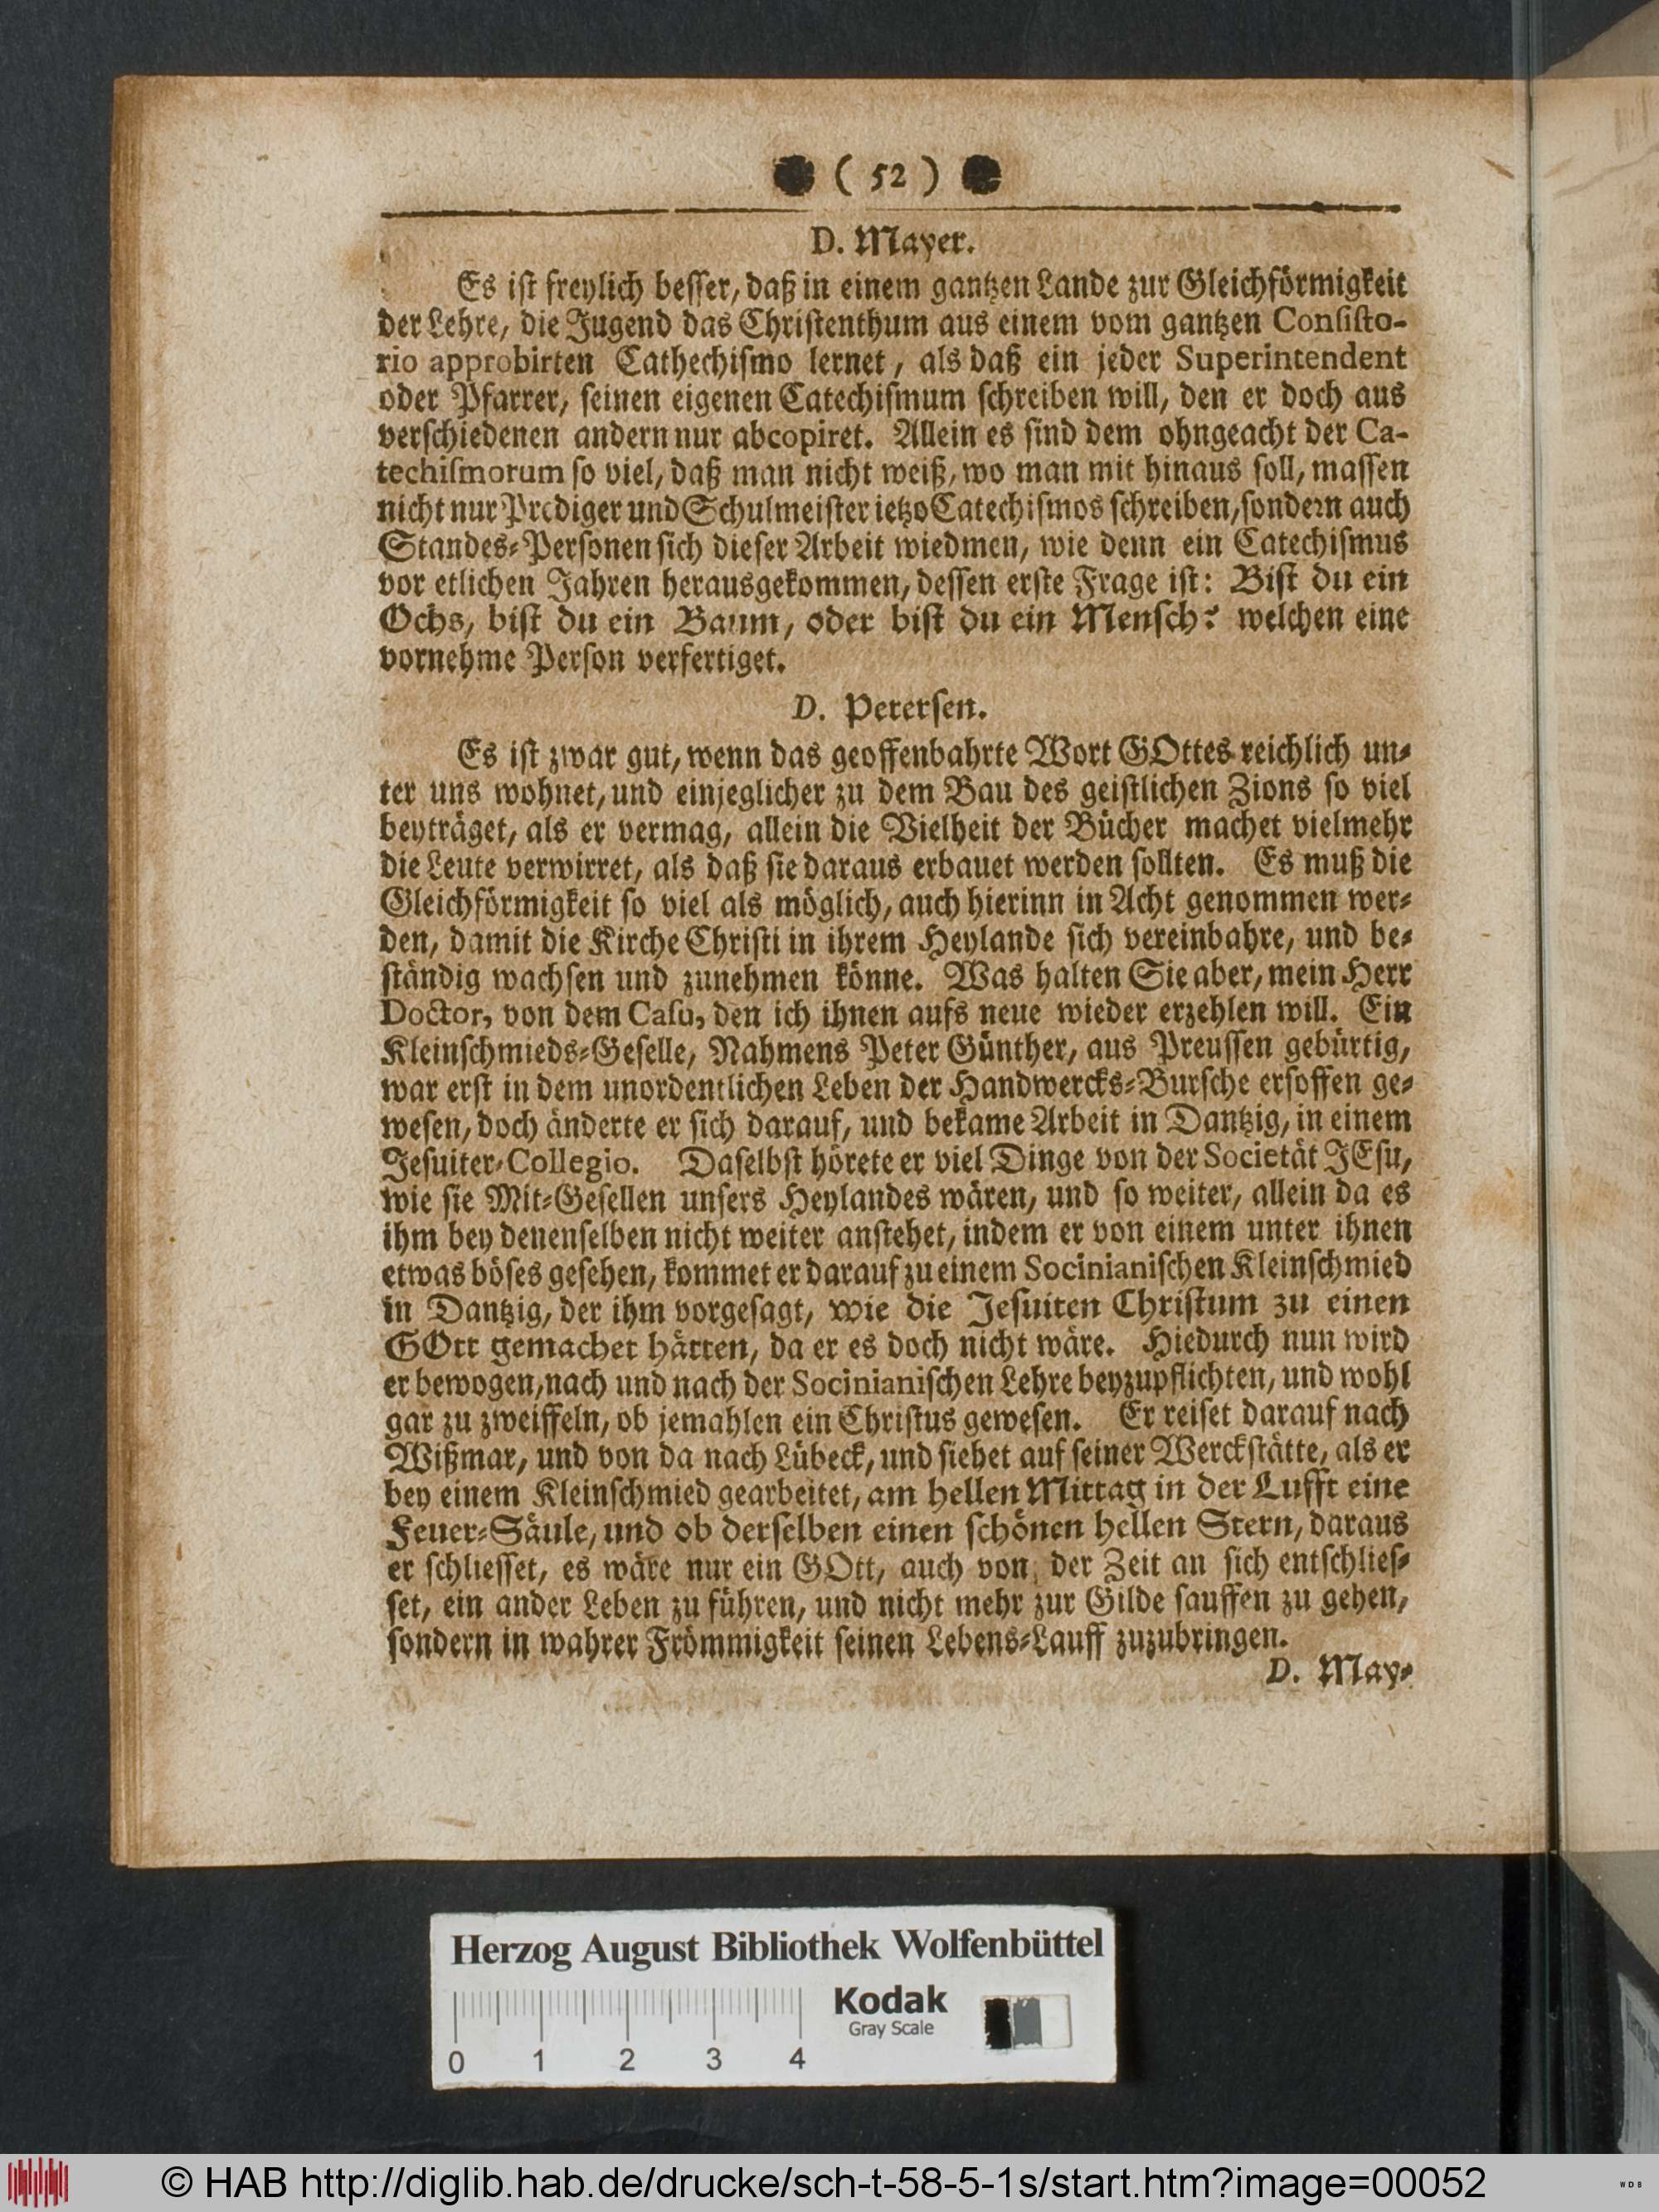 ( 52 )
D. Mayer.
Es ist freylich besser, daß in einem gantzen Lande zur Gleichförmigkeit
der Lehre, die Jugend das Christenthum aus einem vom gantzen Consisto-
rio approbirten Cathechismo lernet, als daß ein jeder Superintendent
oder Pfarrer, seinen eigenen Catechismum schreiben will, den er doch aus
verschiedenen andern nur abcopiret. Allein es sind dem ohngeacht der Ca-
techismorum so viel, daß man nicht weiß, wo man mit hinaus soll, massen
nicht nur Prediger und Schulmeister ietzo Catechismos schreiben, sondern auch
Standes-Personen sich dieser Arbeit wiedmen, wie denn ein Catechismus
vor etlichen Jahren herausgekommen, dessen erste Frage ist: Bist du ein
Ochs, bist du ein Baum, oder bist du ein Mensch? welchen eine
vornehme Person verfertiget.
D. Petersen.
Es ist zwar gut, wenn das geoffenbahrte Wort GOttes reichlich un-
ter uns wohnet, und einjeglicher zu dem Bau des geistlichen Zions so viel
beyträget, als er vermag, allein die Vielheit der Bücher machet vielmehr
die Leute verwirret, als daß sie daraus erbauet werden sollten. Es muß die
Gleichförmigkeit so viel als möglich, auch hierinn in Acht genommen wer-
den, damit die Kirche Christi in ihrem Heylande sich vereinbahre, und be-
ständig wachsen und zunehmen könne. Was halten Sie aber, mein Herr
Doctor, von dem Casu, den ich ihnen aufs neue wieder erzehlen will. Ein
Kleinschmieds-Geselle, Nahmens Peter Günther, aus Preussen gebürtig,
war erst in dem unordentlichen Leben der Handwercks-Bursche ersoffen ge-
wesen, doch änderte er sich darauf, und bekame Arbeit in Dantzig, in einem
Jesuiter-Collegio. Daselbst hörete er viel Dinge von der Societät JEsu,
wie sie Mit-Gesellen unsers Heylandes wären, und so weiter, allein da es
ihm bey denenselben nicht weiter anstehet, indem er von einem unter ihnen
etwas böses gesehen, kommet er darauf zu einem Socinianischen Kleinschmied
in Dantzig, der ihm vorgesagt, wie die Jesuiten Christum zu einen
GOtt gemachet hätten, da er es doch nicht wäre. Hiedurch nun wird
er bewogen, nach und nach der Socinianischen Lehre beyzupflichten, und wohl
gar zu zweiffeln, ob jemahlen ein Christus gewesen. Er reiset darauf nach
Wißmar, und von da nach Lübeck, und siehet auf seiner Werckstätte, als er
bey einem Kleinschmied gearbeitet, am hellen Mittag in der Lufft eine
Feuer-Säule, und ob derselben einen schönen hellen Stern, daraus
er schliesset, es wäre nur ein GOtt, auch von der Zeit an sich entschlies-
set, ein ander Leben zu führen, und nicht mehr zur Gilde sauffen zu gehen,
sondern in wahrer Frömmigkeit seinen Lebens-Lauff zuzubringen.
D. May-
Herzog August Bibliothek Wolfenbüttel
Kodak
Gray Scale
0 1 2 3 4
© HAB http://diglib.hab.de/drucke/sch-t-58-5-1s/start.htm?image=00052
WDB